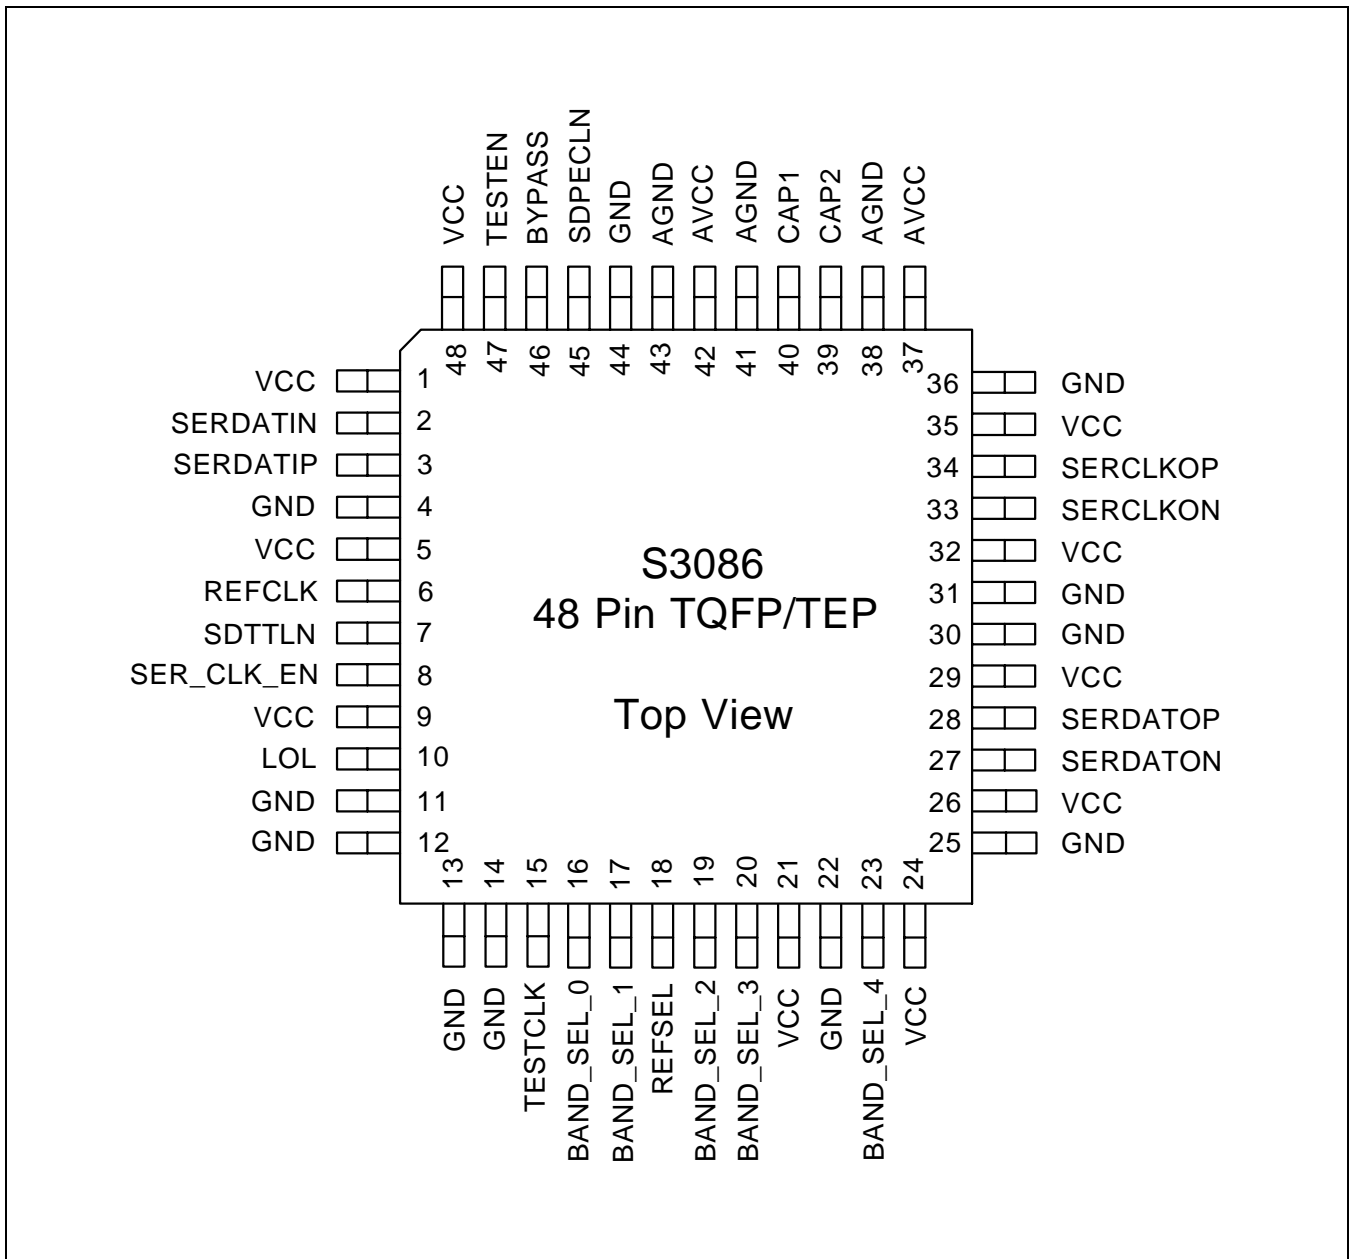 VCC
TESTEN
BYPASS
SDPECLN
GND
AGND
AVCC
AGND
CAP1
CAP2
AGND
AVCC
48
47
46
45
44
43
42
41
40
39
38
37
VCC 1
SERDATIN 2
SERDATIP 3
GND 4
VCC 5
REFCLK 6
SDTTLN 7
SER_CLK_EN 8
VCC 9
LOL 10
GND 11
GND 12
S3086
48 Pin TQFP/TEP
Top View
36 GND
35 VCC
34 SERCLKOP
33 SERCLKON
32 VCC
31 GND
30 GND
29 VCC
28 SERDATOP
27 SERDATON
26 VCC
25 GND
13
14
15
16
17
18
19
20
21
22
23
24
GND
GND
TESTCLK
BAND_SEL_0
BAND_SEL_1
REFSEL
BAND_SEL_2
BAND_SEL_3
VCC
GND
BAND_SEL_4
VCC